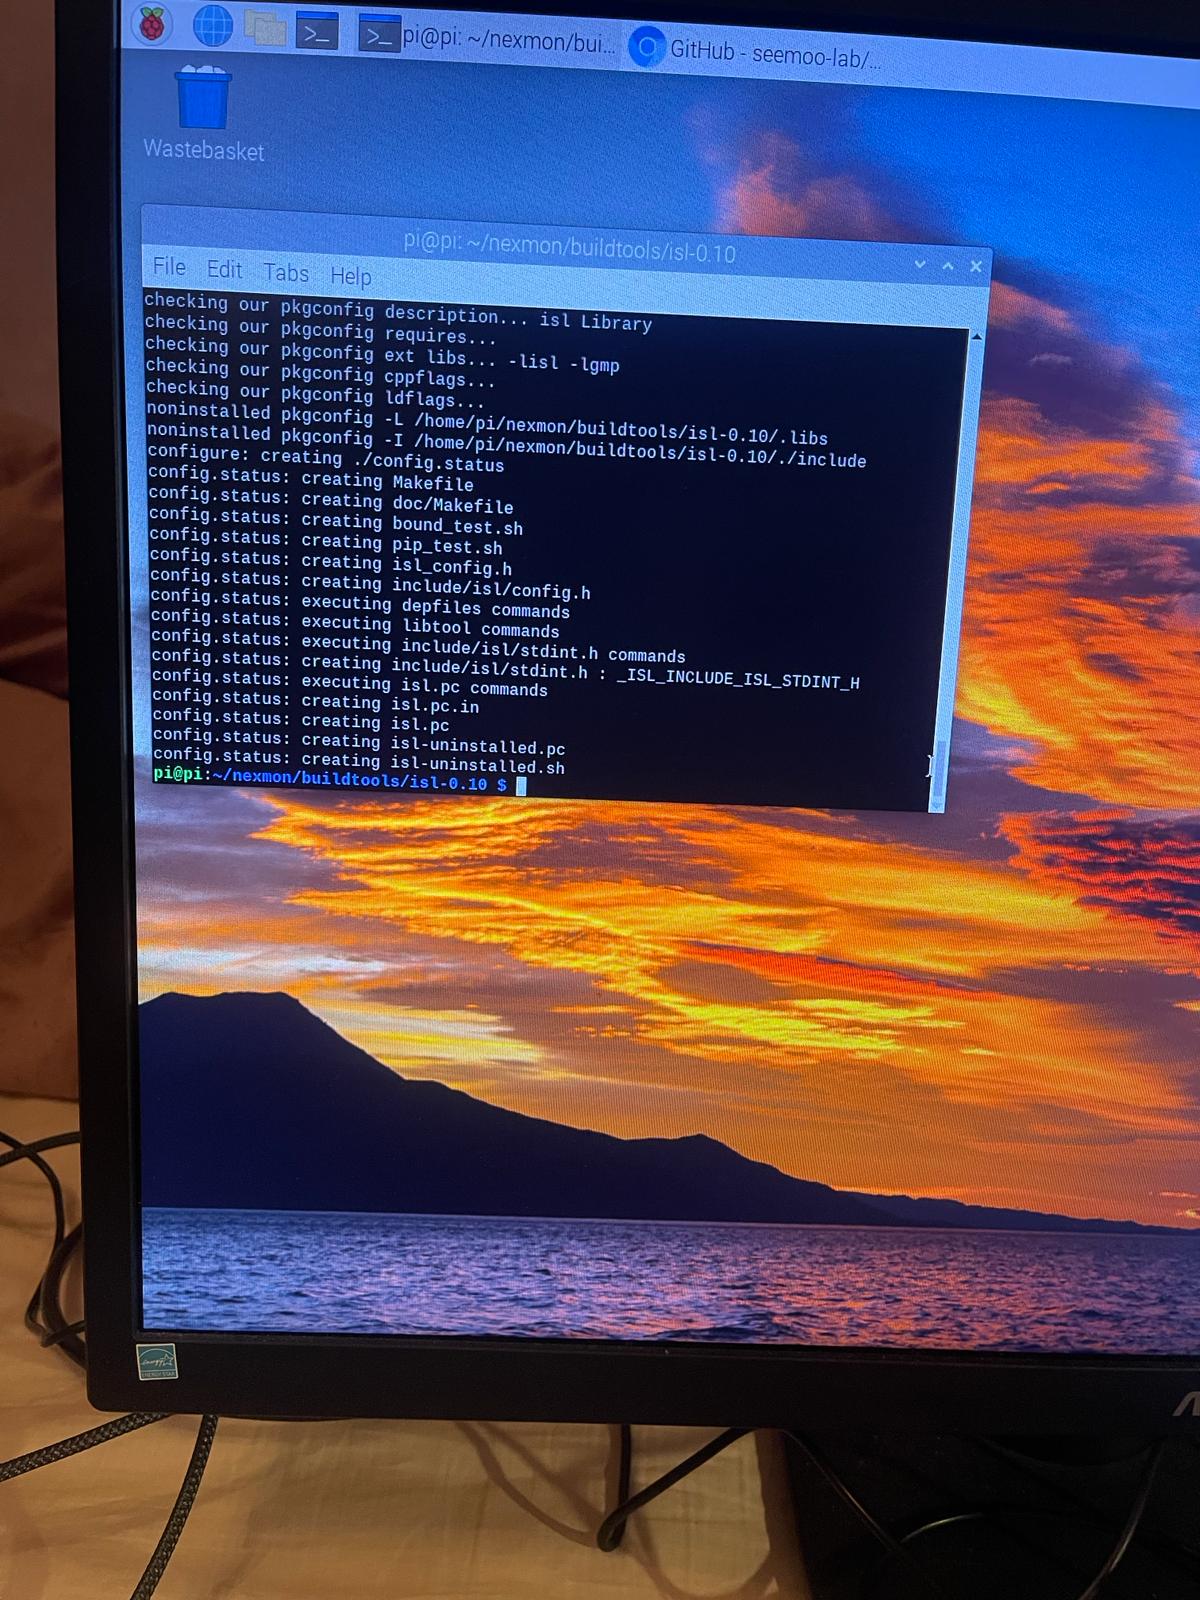 pi@pi: ~/nexmon/bui...
GitHub - seemoo-lab/...
Wastebasket
pi@pi: ~/nexmon/buildtools/isl-0.10
File Edit Tabs Help
checking our pkgconfig description... isl Library
checking our pkgconfig requires...
checking our pkgconfig ext libs... -lisl -lgmp
checking our pkgconfig cppflags...
checking our pkgconfig ldflags...
noninstalled pkgconfig -L /home/pi/nexmon/buildtools/isl-0.10/.libs
noninstalled pkgconfig -I /home/pi/nexmon/buildtools/isl-0.10/./include
configure: creating ./config.status
config.status: creating Makefile
config.status: creating doc/Makefile
config.status: creating bound_test.sh
config.status: creating pip_test.sh
config.status: creating isl_config.h
config.status: creating include/isl/config.h
config.status: executing depfiles commands
config.status: executing libtool commands
config.status: executing include/isl/stdint.h commands
config.status: creating include/isl/stdint.h : _ISL_INCLUDE_ISL_STDINT_H
config.status: executing isl.pc commands
config.status: creating isl.pc.in
config.status: creating isl.pc
config.status: creating isl-uninstalled.pc
config.status: creating isl-uninstalled.sh
pi@pi:~/nexmon/buildtools/isl-0.10 $
ENERGY STAR